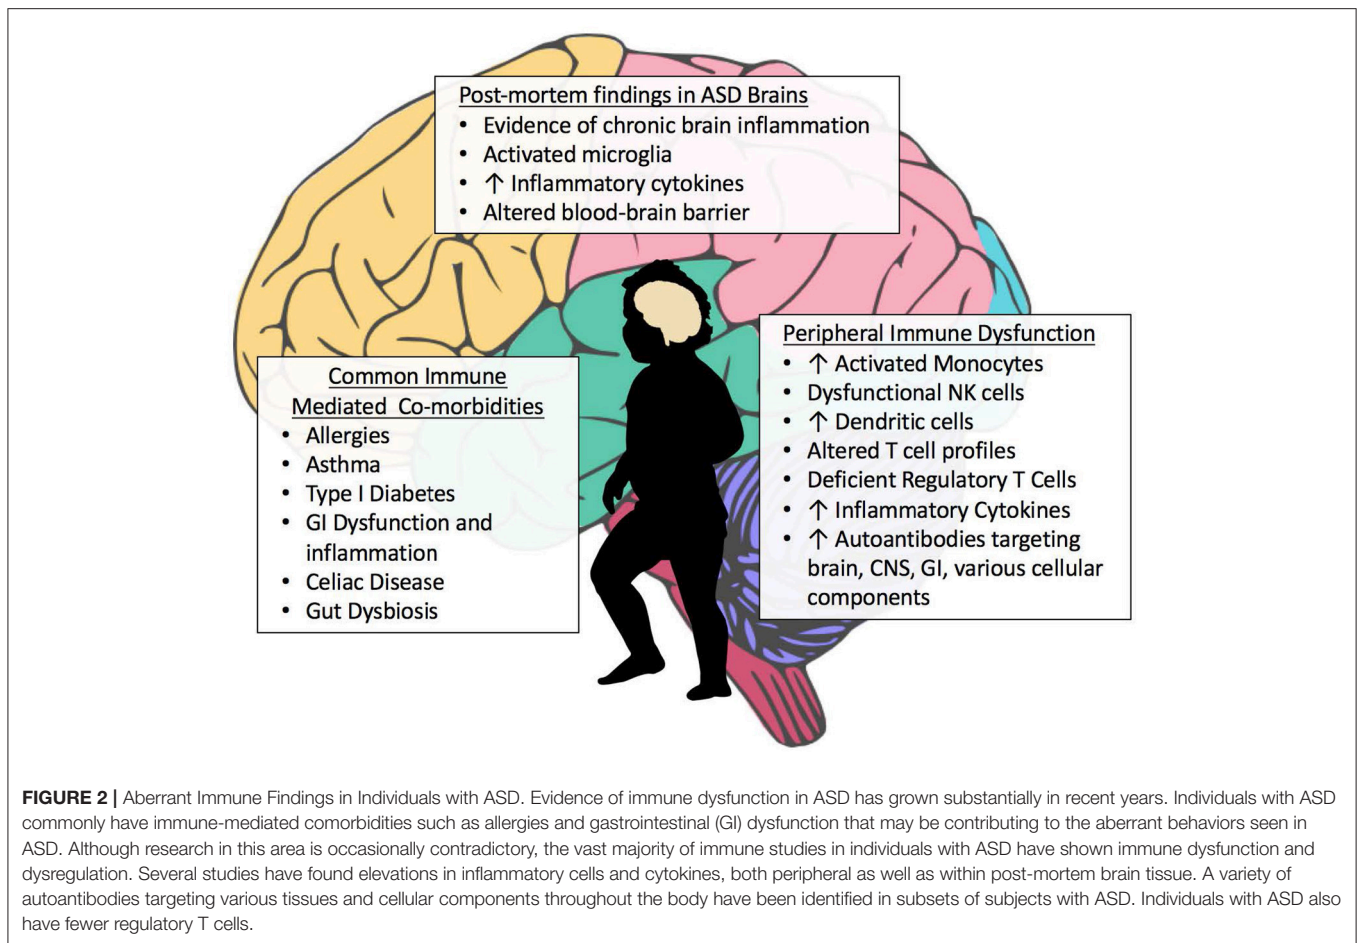 Post-mortem findings in ASD Brains
• Evidence of chronic brain inflammation
• Activated microglia
• ↑ Inflammatory cytokines
• Altered blood-brain barrier
Common Immune
Mediated Co-morbidities
• Allergies
• Asthma
• Type I Diabetes
• GI Dysfunction and
inflammation
• Celiac Disease
• Gut Dysbiosis
Peripheral Immune Dysfunction
• ↑ Activated Monocytes
• Dysfunctional NK cells
• ↑ Dendritic cells
• Altered T cell profiles
• Deficient Regulatory T Cells
• ↑ Inflammatory Cytokines
• ↑ Autoantibodies targeting
brain, CNS, GI, various cellular
components
FIGURE 2 | Aberrant Immune Findings in Individuals with ASD. Evidence of immune dysfunction in ASD has grown substantially in recent years. Individuals with ASD
commonly have immune-mediated comorbidities such as allergies and gastrointestinal (GI) dysfunction that may be contributing to the aberrant behaviors seen in
ASD. Although research in this area is occasionally contradictory, the vast majority of immune studies in individuals with ASD have shown immune dysfunction and
dysregulation. Several studies have found elevations in inflammatory cells and cytokines, both peripheral as well as within post-mortem brain tissue. A variety of
autoantibodies targeting various tissues and cellular components throughout the body have been identified in subsets of subjects with ASD. Individuals with ASD also
have fewer regulatory T cells.